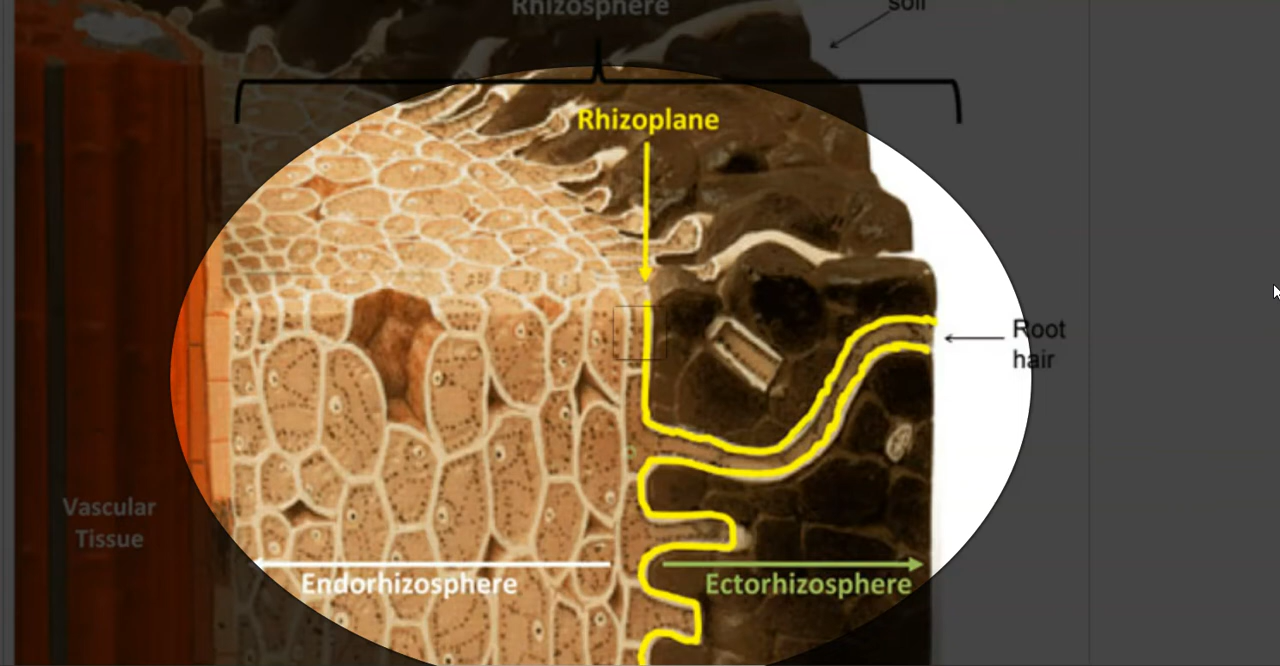 Rhizosphere
soil
Rhizoplane
Root
hair
Vascular
Tissue
Endorhizosphere
Ectorhizosphere